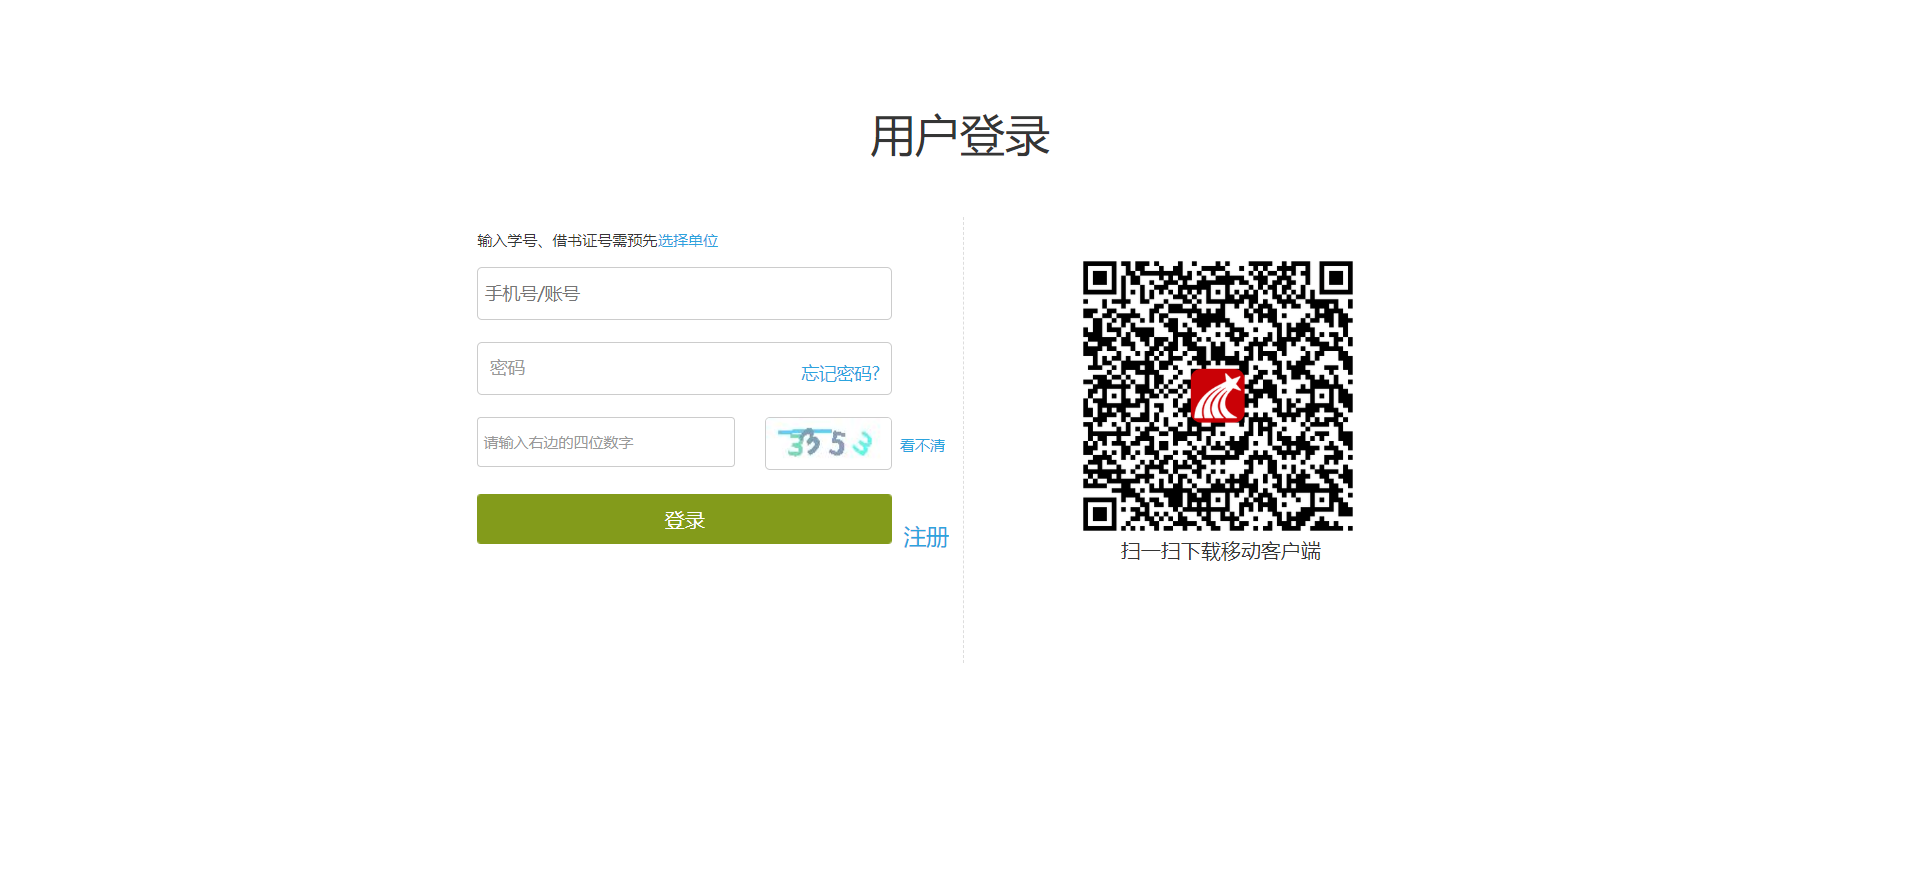 用户登录
输入学号、借书证号需预先选择单位
手机号/账号
密码
忘记密码?
请输入右边的四位数字
3353
看不清
登录
注册
扫一扫下载移动客户端